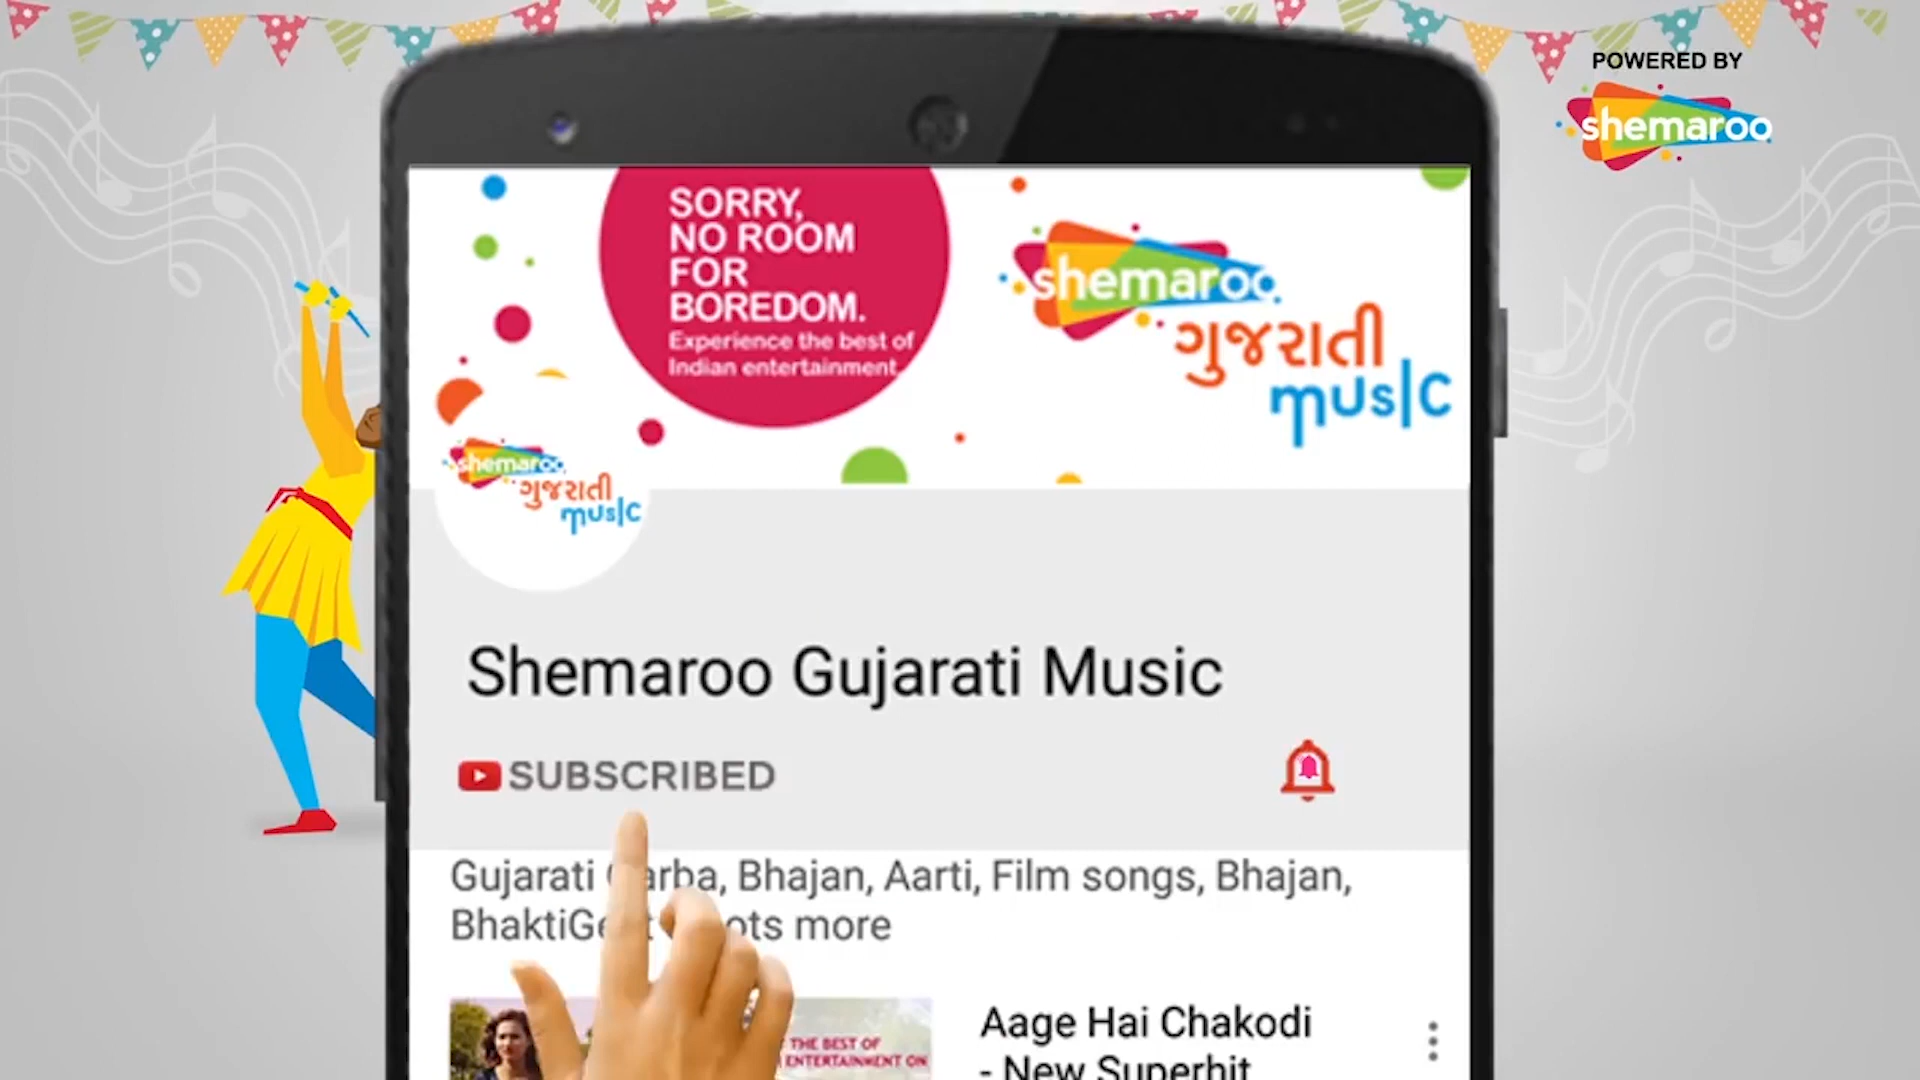 POWERED BY
shemaroo
SORRY,
NO ROOM
FOR
BOREDOM.
Experience the best of
Indian entertainment
shemaroo
ગુજરાતી
music
shemaroo
ગુજરાતી
music
Shemaroo Gujarati Music
SUBSCRIBED
Gujarati Garba, Bhajan, Aarti, Film songs, Bhajan,
more
THE BEST OF
ENTERTAINMENT ON
Aage Hai Chakodi
- New Superhit